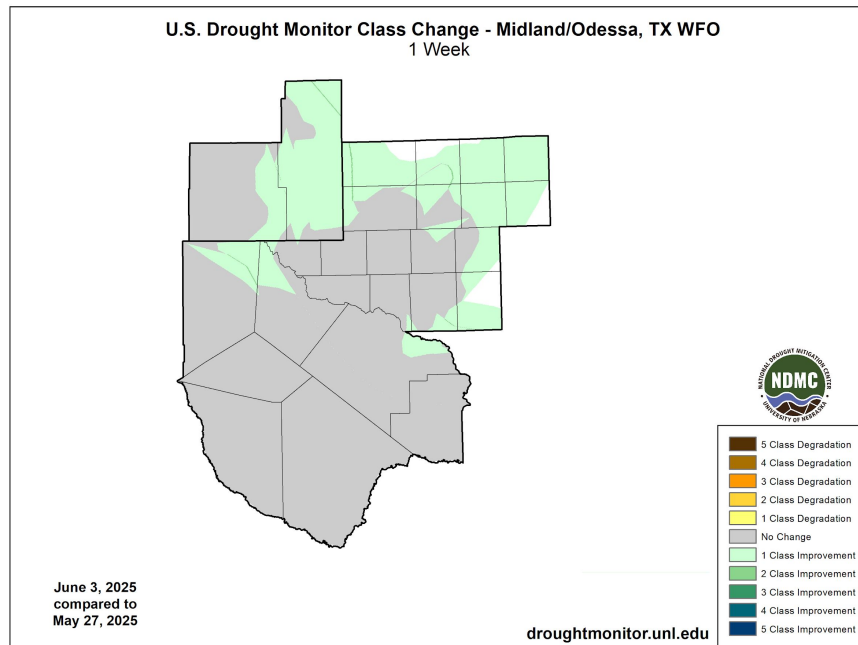 U.S. Drought Monitor Class Change - Midland/Odessa, TX WFO
1 Week
NATIONAL DROUGHT MITIGATION CENTER
NDMC
UNIVERSITY OF NEBRASKA
5 Class Degradation
4 Class Degradation
3 Class Degradation
2 Class Degradation
1 Class Degradation
No Change
1 Class Improvement
2 Class Improvement
3 Class Improvement
4 Class Improvement
5 Class Improvement
June 3, 2025
compared to
May 27, 2025
droughtmonitor.unl.edu